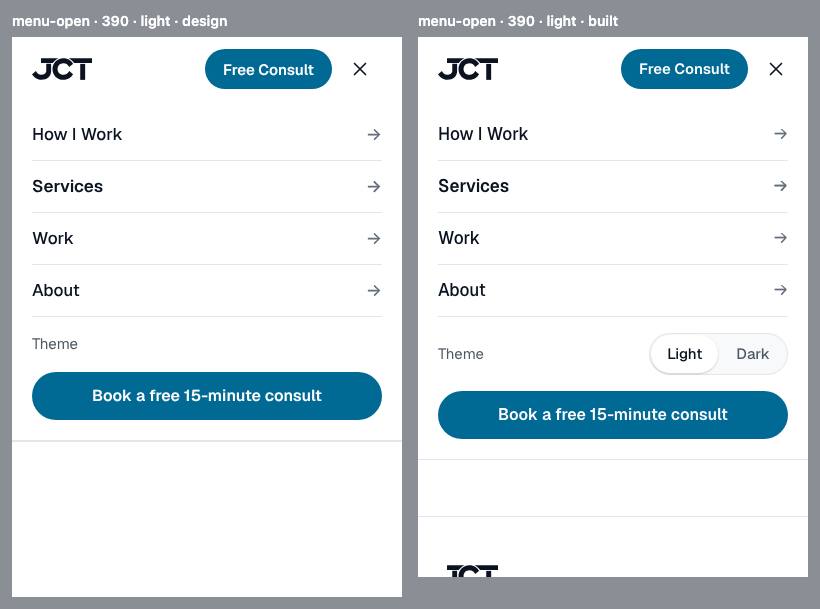 menu-open · 390 · light · design
JCT
Free Consult
How I Work
Services
Work
About
Theme
Book a free 15-minute consult
menu-open · 390 · light · built
JCT
Free Consult
How I Work
Services
Work
About
Theme
Light
Dark
Book a free 15-minute consult
JCT